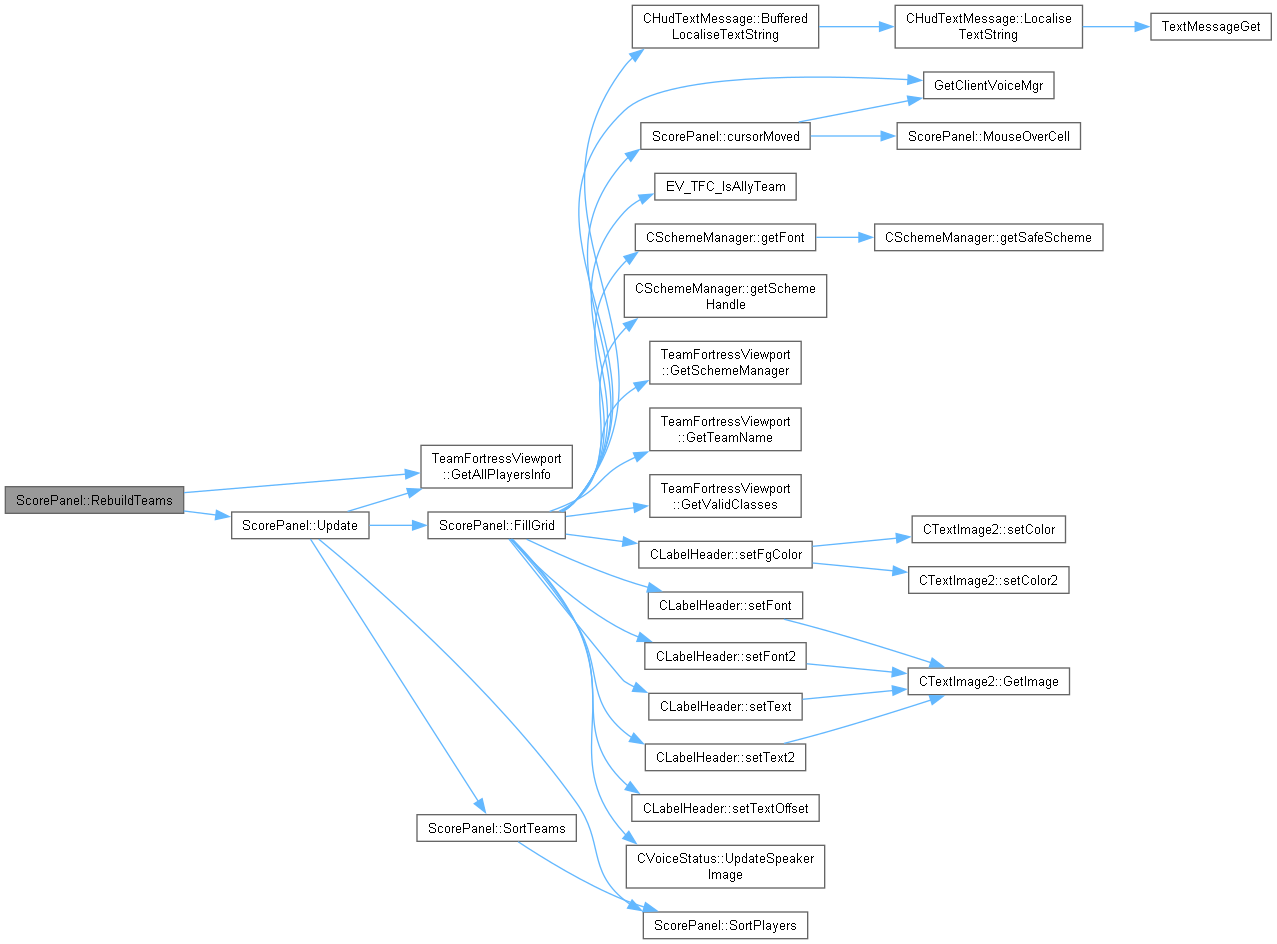 CHudTextMessage::Buffered
LocaliseTextString
CHudTextMessage::Localise
TextString
TextMessageGet
GetClientVoiceMgr
ScorePanel::cursorMoved
ScorePanel::MouseOverCell
EV_TFC_IsAllyTeam
CSchemeManager::getFont
CSchemeManager::getSafeScheme
CSchemeManager::getScheme
Handle
TeamFortressViewport
::GetSchemeManager
TeamFortressViewport
::GetTeamName
TeamFortressViewport
::GetAllPlayersInfo
TeamFortressViewport
::GetValidClasses
ScorePanel::RebuildTeams
ScorePanel::Update
ScorePanel::FillGrid
CLabelHeader::setFgColor
CTextImage2::setColor
CTextImage2::setColor2
CLabelHeader::setFont
CLabelHeader::setFont2
CTextImage2::GetImage
CLabelHeader::setText
CLabelHeader::setText2
CLabelHeader::setTextOffset
ScorePanel::SortTeams
CVoiceStatus::UpdateSpeaker
Image
ScorePanel::SortPlayers